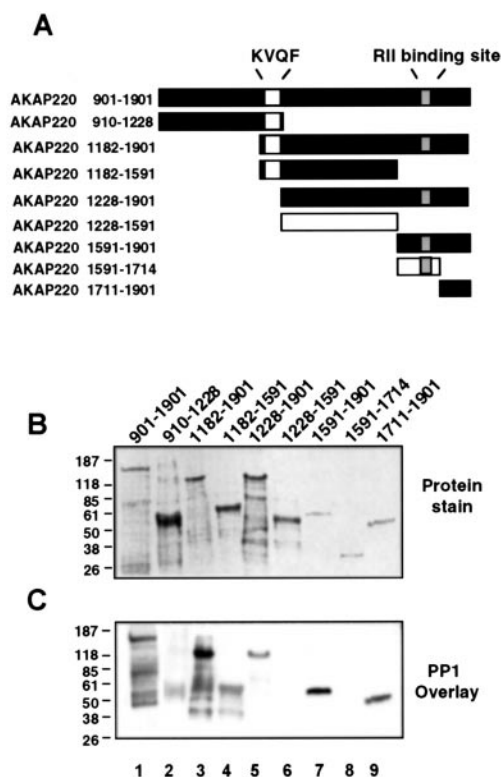 A
KVQF RII binding site
AKAP220 901-1901
AKAP220 910-1228
AKAP220 1182-1901
AKAP220 1182-1591
AKAP220 1228-1901
AKAP220 1228-1591
AKAP220 1591-1901
AKAP220 1591-1714
AKAP220 1711-1901
B
901-1901
910-1228
1182-1901
1182-1591
1228-1901
1228-1591
1591-1901
1591-1714
1711-1901
187
118
85
61
50
38
26
Protein
stain
C
187
118
85
61
50
38
26
PP1
Overlay
1 2 3 4 5 6 7 8 9